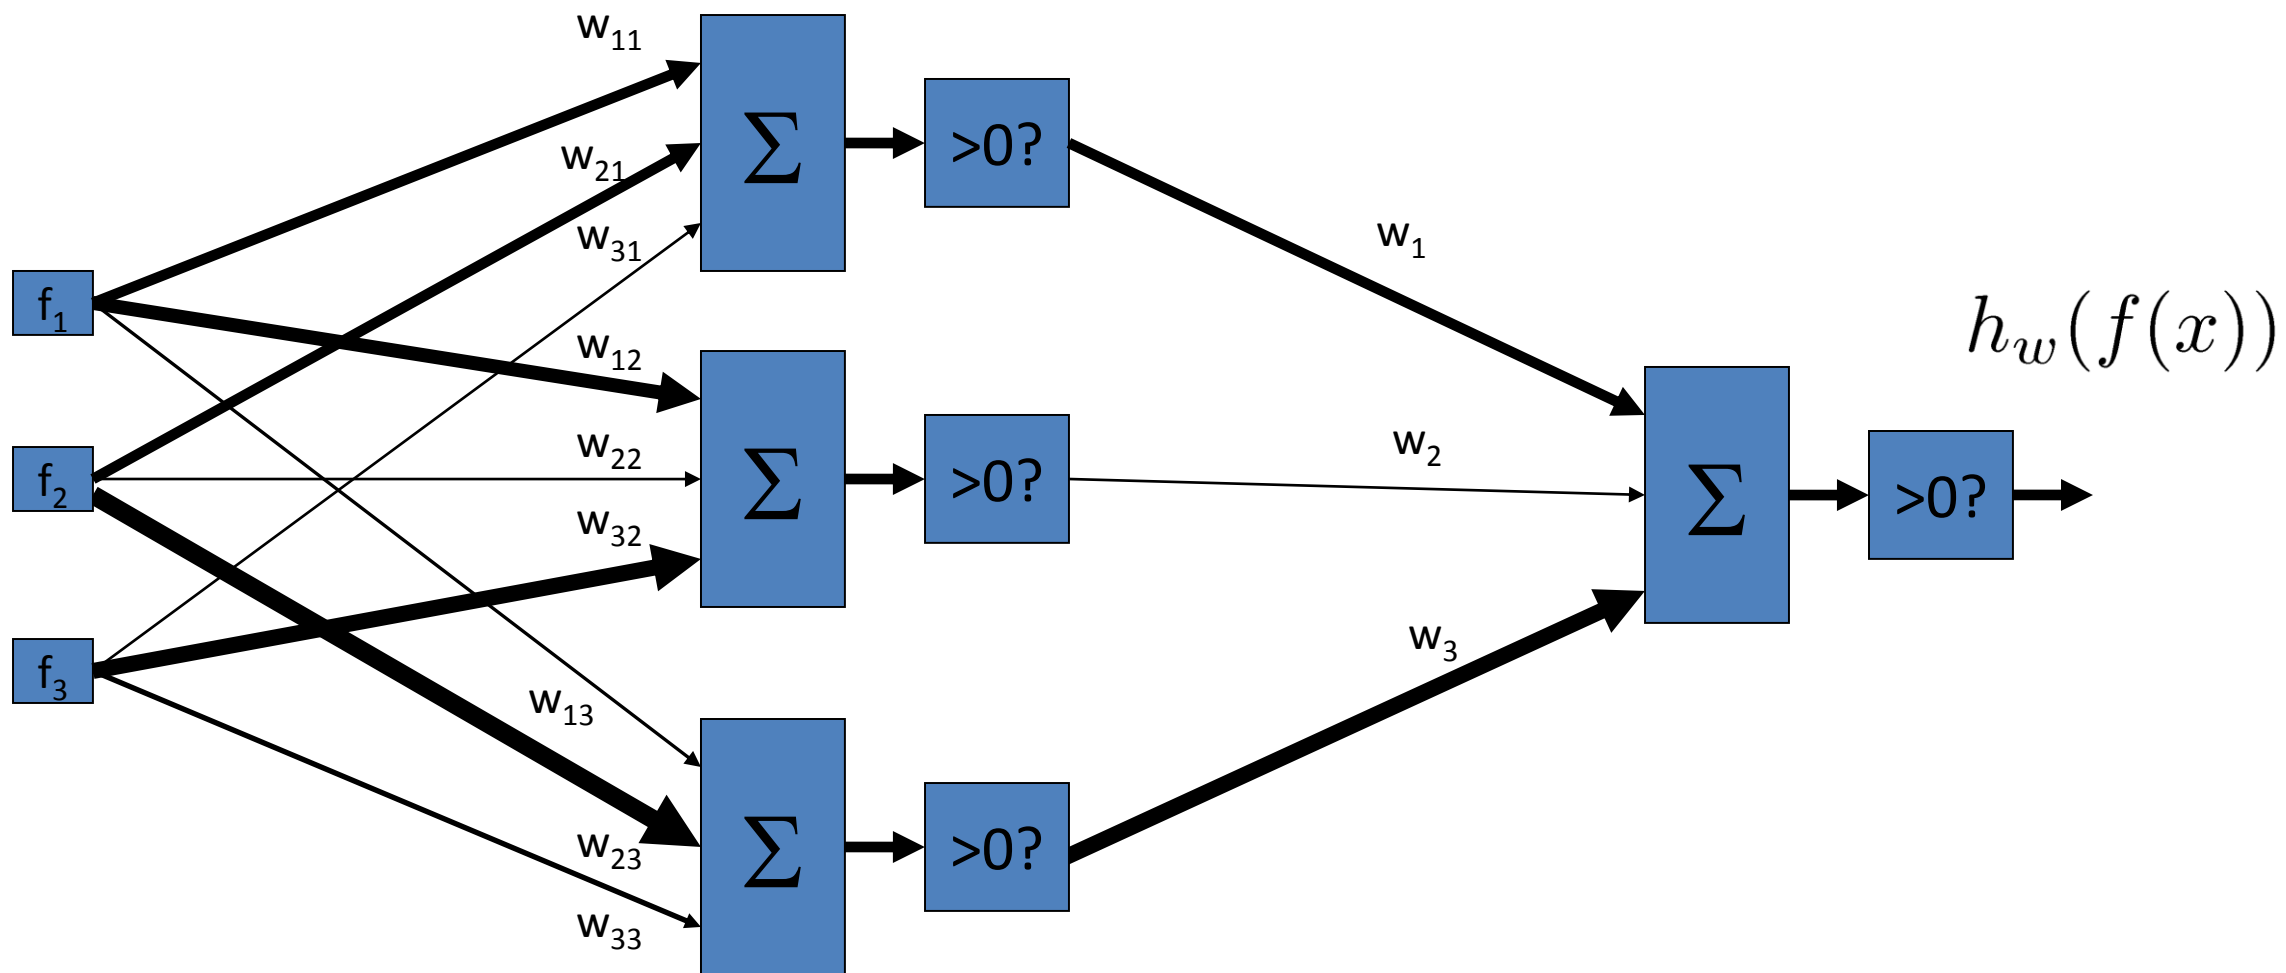 w₁₁
w₂₁
w₃₁
f₁
w₁₂
f₂
w₂₂
w₃₂
f₃
w₁₃
w₂₃
w₃₃
Σ
>0?
Σ
>0?
Σ
>0?
w₁
w₂
w₃
Σ
>0?
h_w(f(x))